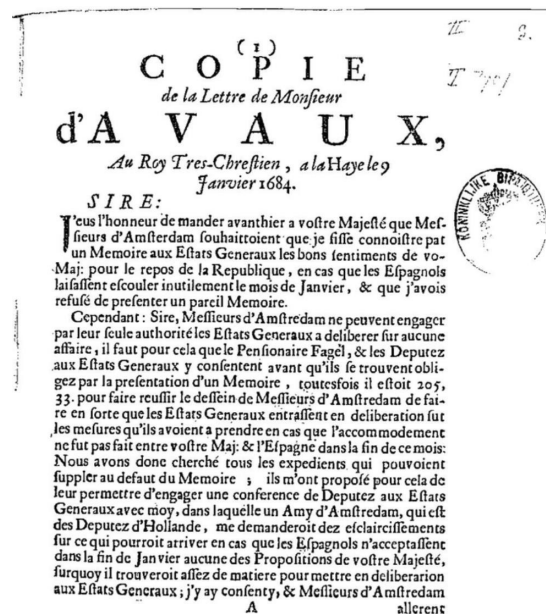 (1)
COPIE
de la Lettre de Monsieur
d'AVAUX,
Au Roy Tres-Chrestien, a la Haye le 9
Janvier 1684.
SIRE:
J'eus l'honneur de mander avanthier a vostre Majesté que Mes-
sieurs d'Amsterdam souhaittoient que je fisse connoistre pat
un Memoire aux Estats Generaux les bons sentiments de vo-
Maj: pour le repos de la Republique, en cas que les Espagnols
laisassent escouler inutilement le mois de Janvier, & que j'avois
refusé de presenter un pareil Memoire.
Cependant: Sire, Messieurs d'Amstredam ne peuvent engager
par leur seule authorité les Estats Generaux a deliberer sur aucune
affaire, il faut pour cela que le Pensionaire Fagel, & les Deputez
aux Estats Generaux y consentent avant qu'ils se trouvent obli-
gez par la presentation d'un Memoire, toutesfois il estoit 205,
33. pour faire reussir le dessein de Messieurs d'Amstredam de fai-
re en sorte que les Estats Generaux entrassent en deliberation sut
les mesures qu'ils avoient a prendre en cas que l'accommodement
ne fut pas fait entre vostre Maj: & l'Espagne dans la fin de ce mois:
Nous avons donc cherché tous les expedients qui pouvoient
suppler au defaut du Memoire ; ils m'ont proposé pour cela de
leur permettre d'engager une conference de Deputez aux Estats
Generaux avec moy, dans laquelle un Amy d'Amstredam, qui est
des Deputez d'Hollande, me demanderoit dez esclaircissements
sur ce qui pourroit arriver en cas que les Espagnols n'acceptassent
dans la fin de Janvier aucune des Propositions de vostre Majesté,
surquoy il trouveroit assez de matiere pour mettre en deliberarion
aux Estats Generaux; j'y ay consenty, & Messieurs d'Amstredam
A allerent